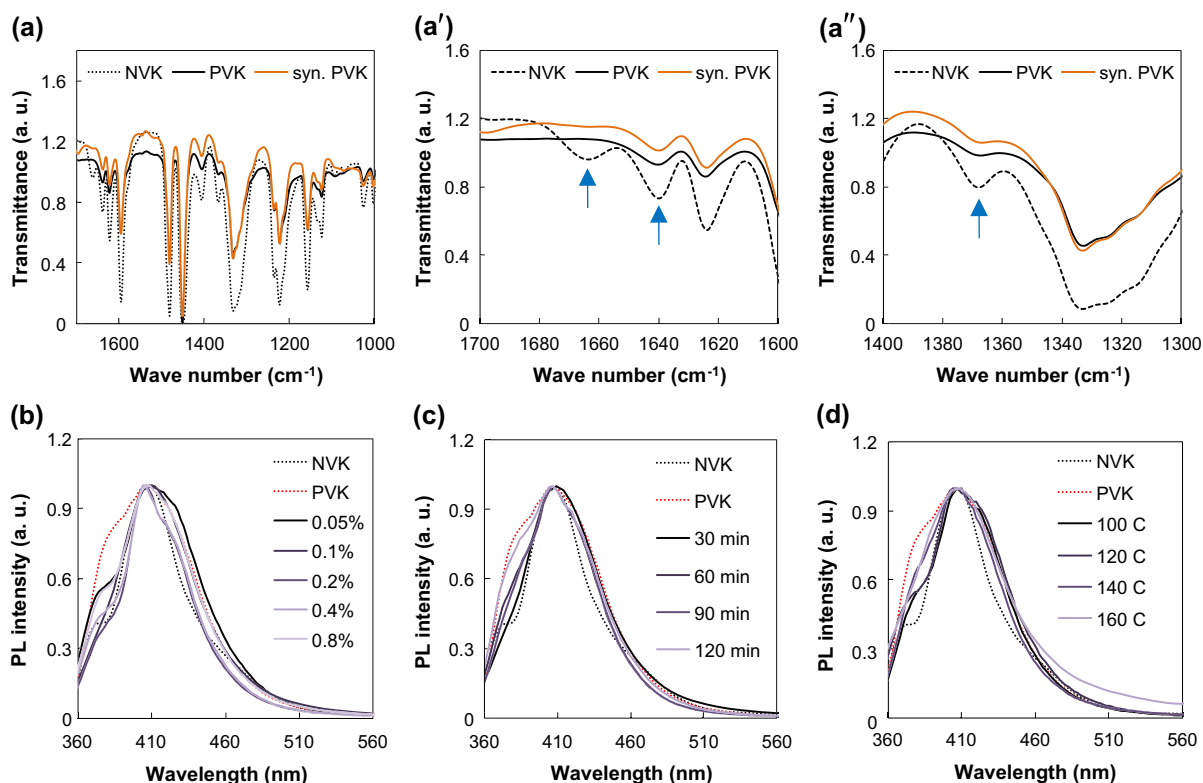 (a)
1.6
1.2
0.8
0.4
0
NVK PVK syn. PVK
Transmittance (a. u.)
1600 1400 1200 1000
Wave number (cm-1)
(a′)
1.6
1.2
0.8
0.4
0
NVK PVK syn. PVK
Transmittance (a. u.)
1700 1680 1660 1640 1620 1600
Wave number (cm-1)
(a″)
1.6
1.2
0.8
0.4
0
NVK PVK syn. PVK
Transmittance (a. u.)
1400 1380 1360 1340 1320 1300
Wave number (cm-1)
(b)
1.2
0.9
0.6
0.3
0
NVK
PVK
0.05%
0.1%
0.2%
0.4%
0.8%
PL intensity (a. u.)
360 410 460 510 560
Wavelength (nm)
(c)
1.2
0.9
0.6
0.3
0
NVK
PVK
30 min
60 min
90 min
120 min
PL intensity (a. u.)
360 410 460 510 560
Wavelength (nm)
(d)
1.2
0.9
0.6
0.3
0
NVK
PVK
100 C
120 C
140 C
160 C
PL intensity (a. u.)
360 410 460 510 560
Wavelength (nm)